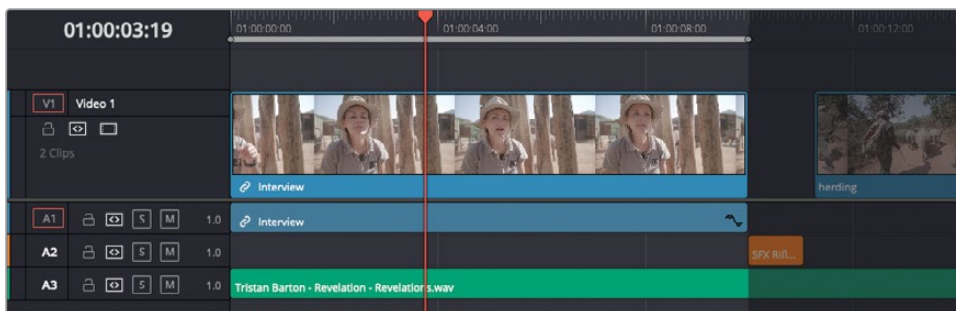 01:00:03:19
01:00:00:00 01:00:04:00 01:00:08:00 01:00:12:00
V1 Video 1
2 Clips
Interview
herding
A1 S M 1.0 Interview
A2 S M 1.0 SFX Rifl...
A3 S M 1.0 Tristan Barton - Revelation - Revelations.wav